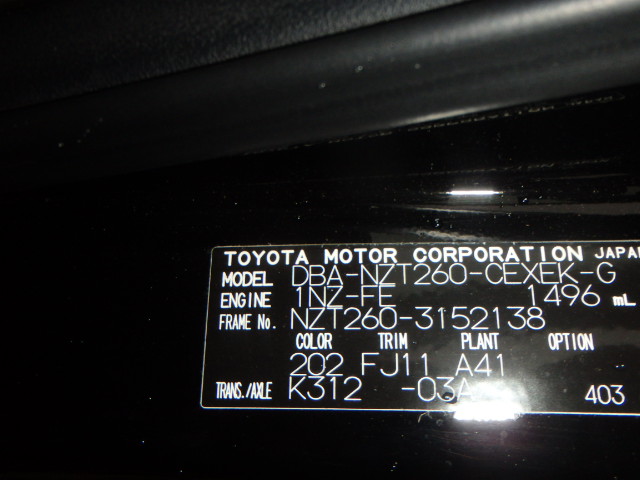 TOYOTA MOTOR CORPORATION JAPAN
MODEL DBA-NZT260-CEXEK-G
ENGINE 1NZ-FE 1496 mL
FRAME No. NZT260-3152138
COLOR TRIM PLANT OPTION
202 FJ11 A41
TRANS./AXLE K312 -03A
403